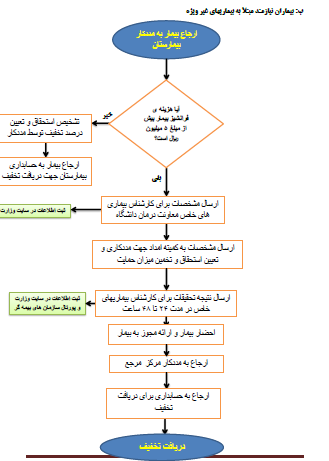 ب: بیماران نیازمند مبتلا به بیماریهای غیر ویژه
ارجاع بیمار به مددکار
بیمارستان
آیا هزینه ی
فرانشیز بیمار بیش
از مبلغ ۵ میلیون
ریال است؟
خیر
تشخیص استحقاق و تعیین
درصد تخفیف توسط مددکار
ارجاع بیمار به حسابداری
بیمارستان جهت دریافت تخفیف
بلی
ارسال مشخصات برای کارشناس بیماری
های خاص معاونت درمان دانشگاه
ثبت اطلاعات در سایت وزارت
ارسال مشخصات به کمیته امداد جهت مددکاری و
تعیین استحقاق و تخمین میزان حمایت
ارسال نتیجه تحقیقات برای کارشناس بیماریهای
خاص در مدت ۲۴ تا ۴۸ ساعت
ثبت اطلاعات در سایت وزارت
و پورتال سازمان های بیمه گر
احضار بیمار و ارائه مجوز به بیمار
ارجاع به مددکار مرکز مرجع
ارجاع به حسابداری برای دریافت
تخفیف
دریافت تخفیف